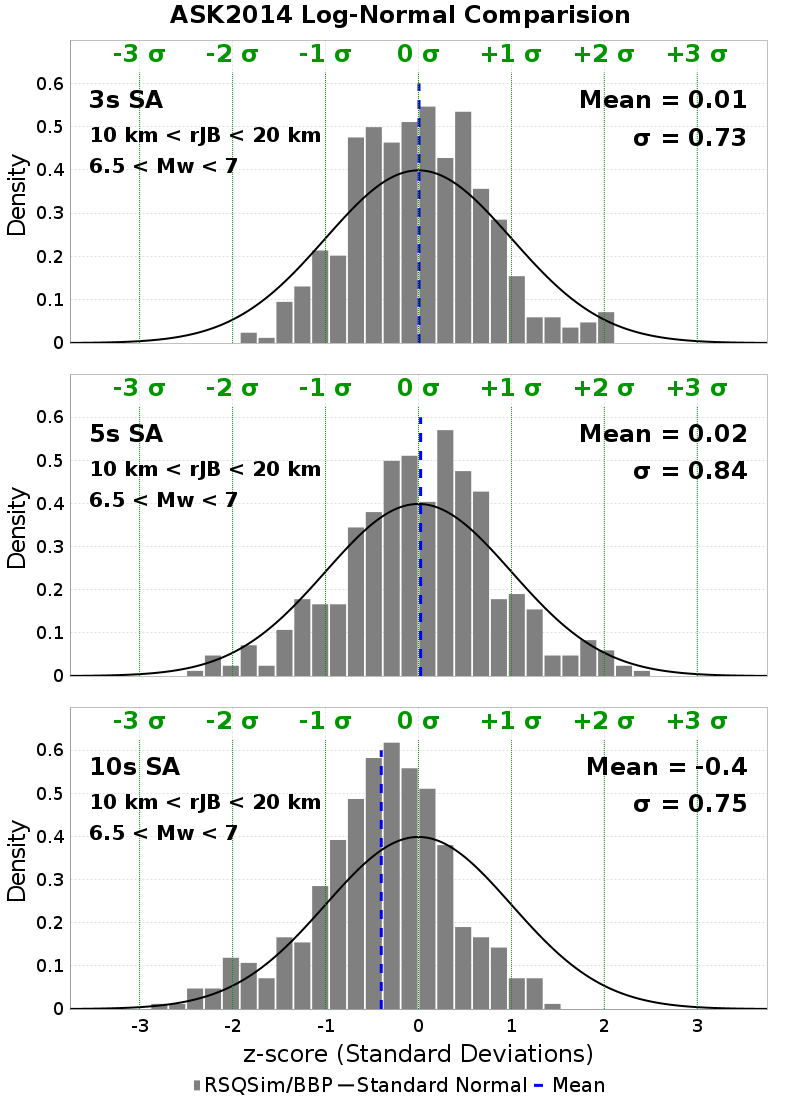 ASK2014 Log-Normal Comparision
-3 σ -2 σ -1 σ 0 σ +1 σ +2 σ +3 σ
3s SA
10 km < rJB < 20 km
6.5 < Mw < 7
Mean = 0.01
σ = 0.73
Density
0.6
0.5
0.4
0.3
0.2
0.1
0
-3 σ -2 σ -1 σ 0 σ +1 σ +2 σ +3 σ
5s SA
10 km < rJB < 20 km
6.5 < Mw < 7
Mean = 0.02
σ = 0.84
Density
0.6
0.5
0.4
0.3
0.2
0.1
0
-3 σ -2 σ -1 σ 0 σ +1 σ +2 σ +3 σ
10s SA
10 km < rJB < 20 km
6.5 < Mw < 7
Mean = -0.4
σ = 0.75
Density
0.6
0.5
0.4
0.3
0.2
0.1
0
-3 -2 -1 0 1 2 3
z-score (Standard Deviations)
RSQSim/BBP Standard Normal Mean